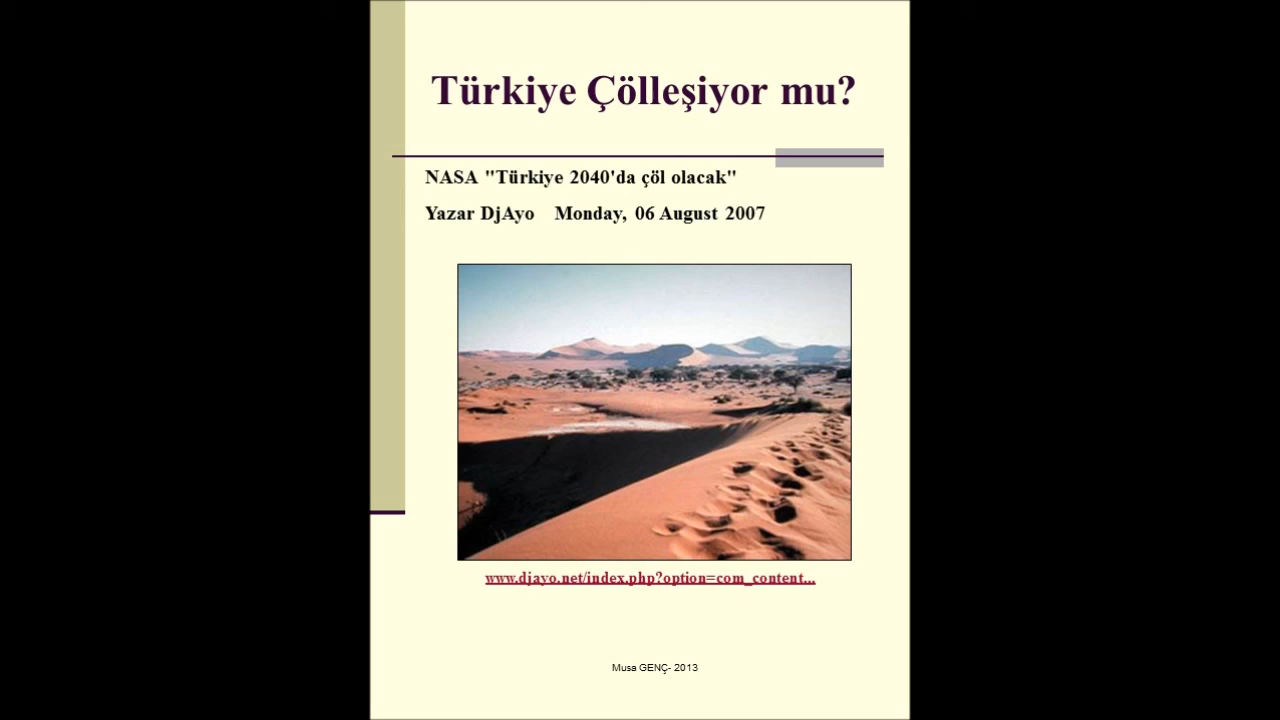 Türkiye Çölleşiyor mu?
NASA "Türkiye 2040'da çöl olacak"
Yazar DjAyo Monday, 06 August 2007
www.djayo.net/index.php?option=com_content...
Musa GENÇ- 2013